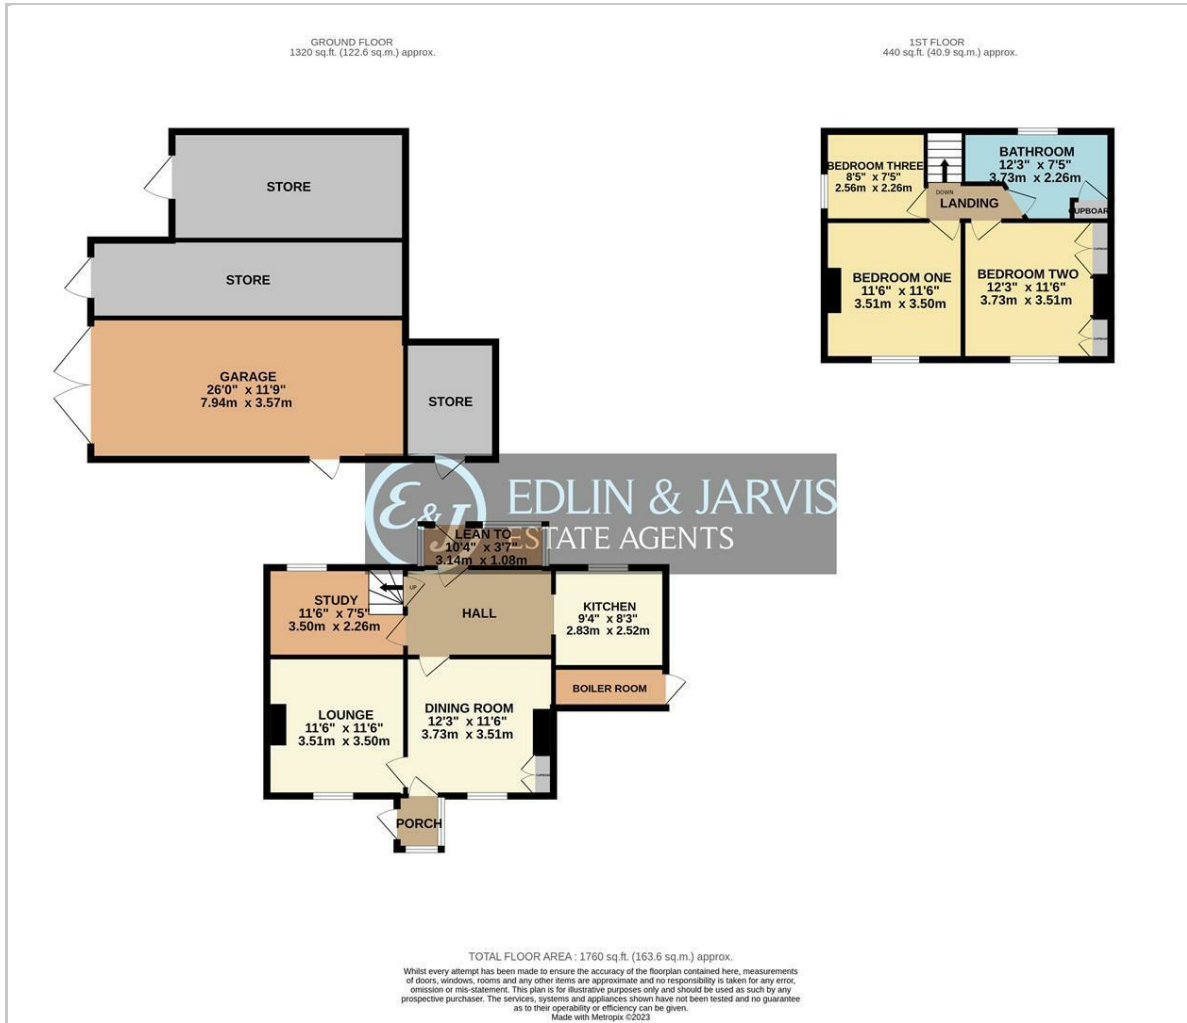 GROUND FLOOR
1320 sq.ft. (122.6 sq.m.) approx.
1ST FLOOR
440 sq.ft. (40.9 sq.m.) approx.
STORE
STORE
GARAGE
26'0" x 11'9"
7.94m x 3.57m
STORE
BEDROOM THREE
8'5" x 7'5"
2.56m x 2.26m
DOWN
LANDING
BATHROOM
12'3" x 7'5"
3.73m x 2.26m
CUPBOARD
BEDROOM ONE
11'6" x 11'6"
3.51m x 3.50m
BEDROOM TWO
12'3" x 11'6"
3.73m x 3.51m
E&J
EDLIN & JARVIS
ESTATE AGENTS
LEAN TO
10'4" x 3'7"
3.14m x 1.08m
STUDY
11'6" x 7'5"
3.50m x 2.26m
UP
HALL
KITCHEN
9'4" x 8'3"
2.83m x 2.52m
BOILER ROOM
LOUNGE
11'6" x 11'6"
3.51m x 3.50m
DINING ROOM
12'3" x 11'6"
3.73m x 3.51m
PORCH
TOTAL FLOOR AREA : 1760 sq.ft. (163.6 sq.m.) approx.
Whilst every attempt has been made to ensure the accuracy of the floorplan contained here, measurements
of doors, windows, rooms and any other items are approximate and no responsibility is taken for any error,
omission or mis-statement. This plan is for illustrative purposes only and should be used as such by any
prospective purchaser. The services, systems and appliances shown have not been tested and no guarantee
as to their operability or efficiency can be given.
Made with Metropix ©2023